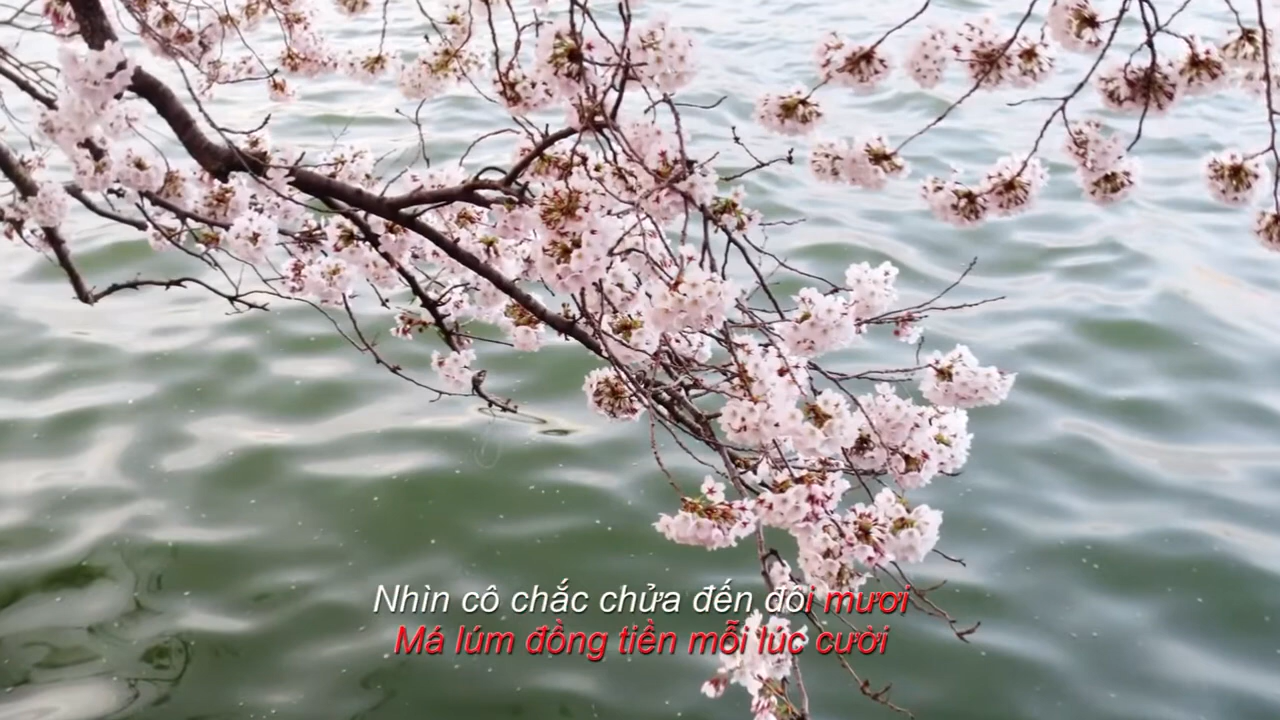 Nhìn cô chắc chửa đến đôi mươi
Má lúm đồng tiền mỗi lúc cười